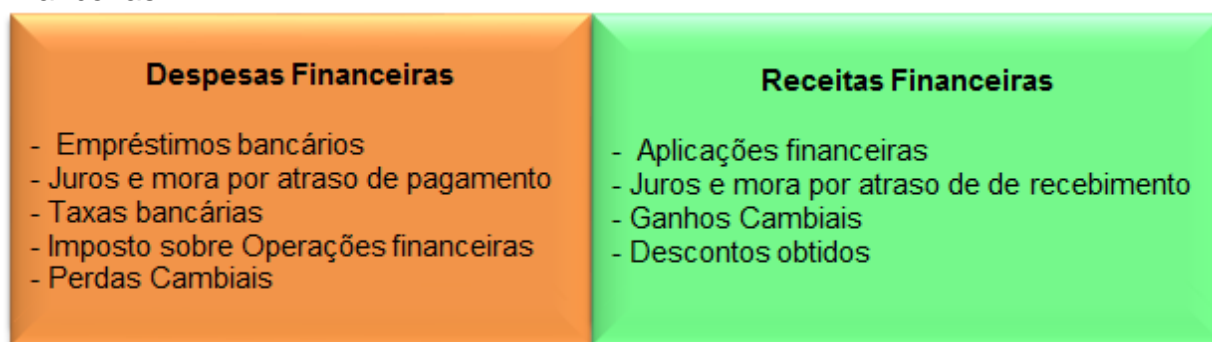 Despesas Financeiras
- Empréstimos bancários
- Juros e mora por atraso de pagamento
- Taxas bancárias
- Imposto sobre Operações financeiras
- Perdas Cambiais
Receitas Financeiras
- Aplicações financeiras
- Juros e mora por atraso de de recebimento
- Ganhos Cambiais
- Descontos obtidos